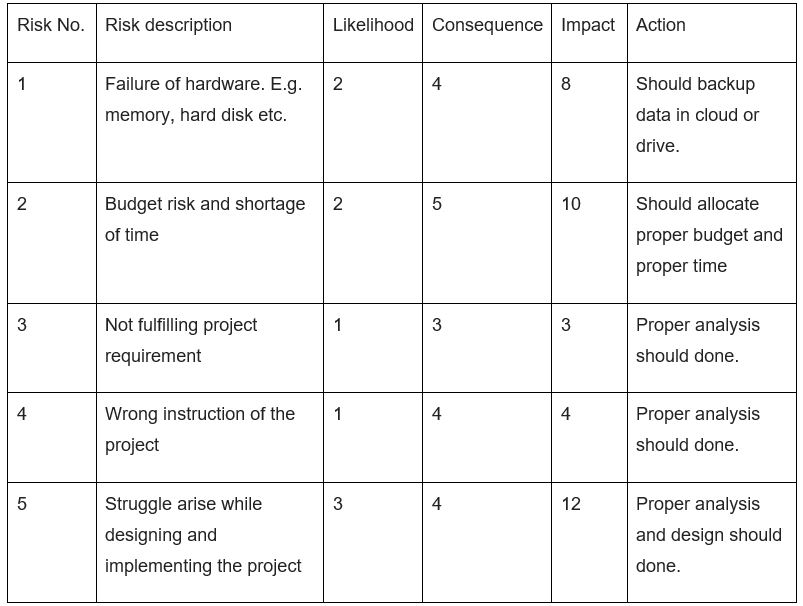 Risk No. Risk description Likelihood Consequence Impact Action
1 Failure of hardware. E.g. 2 4 8 Should backup
memory, hard disk etc. data in cloud or
drive.
2 Budget risk and shortage 2 5 10 Should allocate
of time proper budget and
proper time
3 Not fulfilling project 1 3 3 Proper analysis
requirement should done.
4 Wrong instruction of the 1 4 4 Proper analysis
project should done.
5 Struggle arise while 3 4 12 Proper analysis
designing and and design should
implementing the project done.